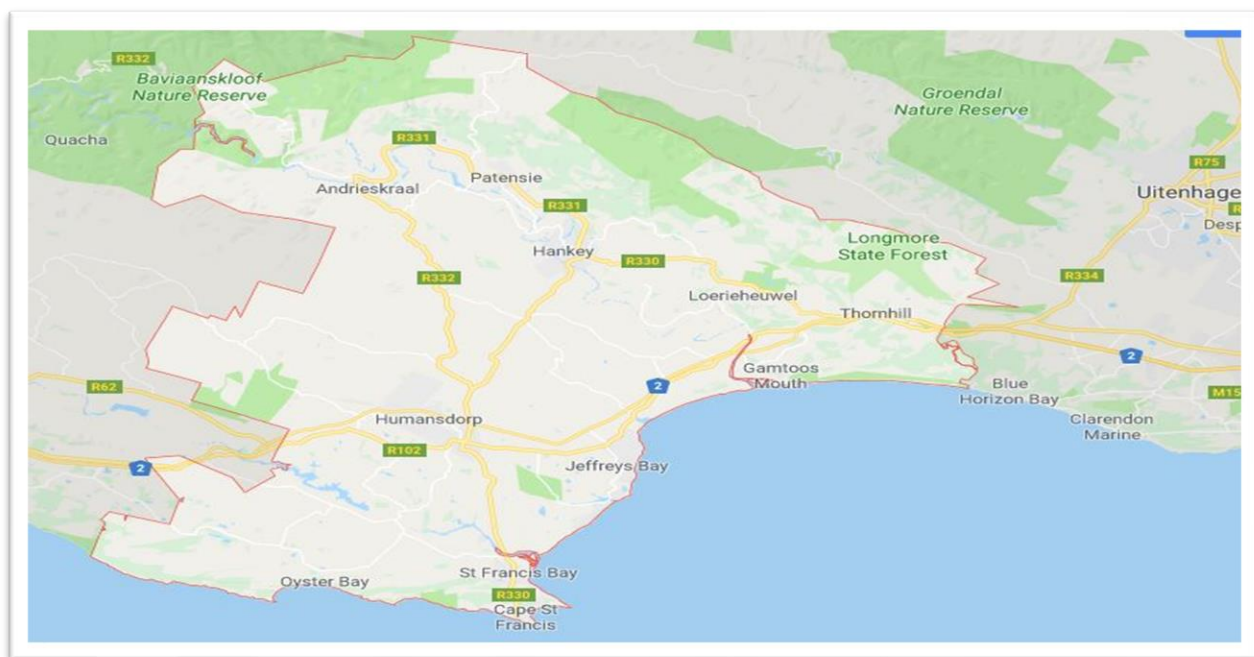 R332
Baviaanskloof
Nature Reserve
Groendal
Nature Reserve
Quacha
R331
R75
Andrieskraal
Patensie
Uitenhage
R331
R
Desp
Hankey
Longmore
State Forest
R330
R332
R334
Loerieheuwel
Thornhill
2
Gamtoos
Mouth
2
R62
Blue
Horizon Bay
M15
Humansdorp
Clarendon
Marine
R102
2
Jeffreys Bay
St Francis Bay
Oyster Bay
R330
Cape St
Francis